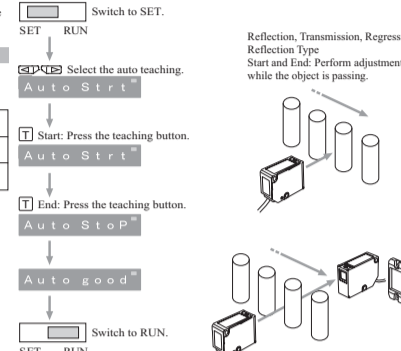 Switch to SET.
SET RUN
Select the auto teaching.
Auto Strt
T Start: Press the teaching button.
Auto Strt
T End: Press the teaching button.
Auto StoP
Auto good
Switch to RUN.
SET RUN
Reflection, Transmission, Regress
Reflection Type
Start and End: Perform adjustment
while the object is passing.